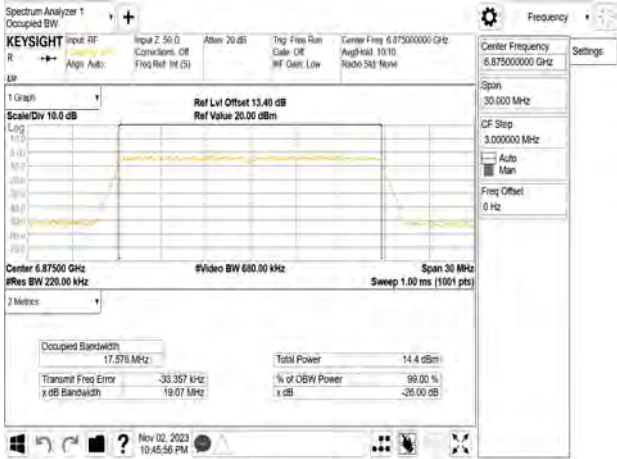 Spectrum Analyzer 1
Occupied BW
+
Frequency
KEYSIGHT
Input: RF
Input Z: 50 Ω
Atten: 20 dB
Trig: Free Run
Center Freq: 6.875000000 GHz
R
Corrections: Off
Gate: Off
Avg|Hold: 10/10
Align: Auto
Freq Ref: Int (S)
#IF Gain: Low
Radio Std: None
Center Frequency
6.875000000 GHz
Settings
Span
30.000 MHz
CF Step
3.000000 MHz
Auto
Man
Freq Offset
0 Hz
1 Graph
Ref Lvl Offset 13.40 dB
Scale/Div 10.0 dB
Ref Value 20.00 dBm
Log
Center 6.87500 GHz
#Video BW 680.00 kHz
Span 30 MHz
#Res BW 220.00 kHz
Sweep 1.00 ms (1001 pts)
2 Metrics
Occupied Bandwidth
17.576 MHz
Total Power
14.4 dBm
Transmit Freq Error
-33.357 kHz
% of OBW Power
99.00 %
x dB Bandwidth
19.07 MHz
x dB
-26.00 dB
?
Nov 02, 2023
10:45:56 PM